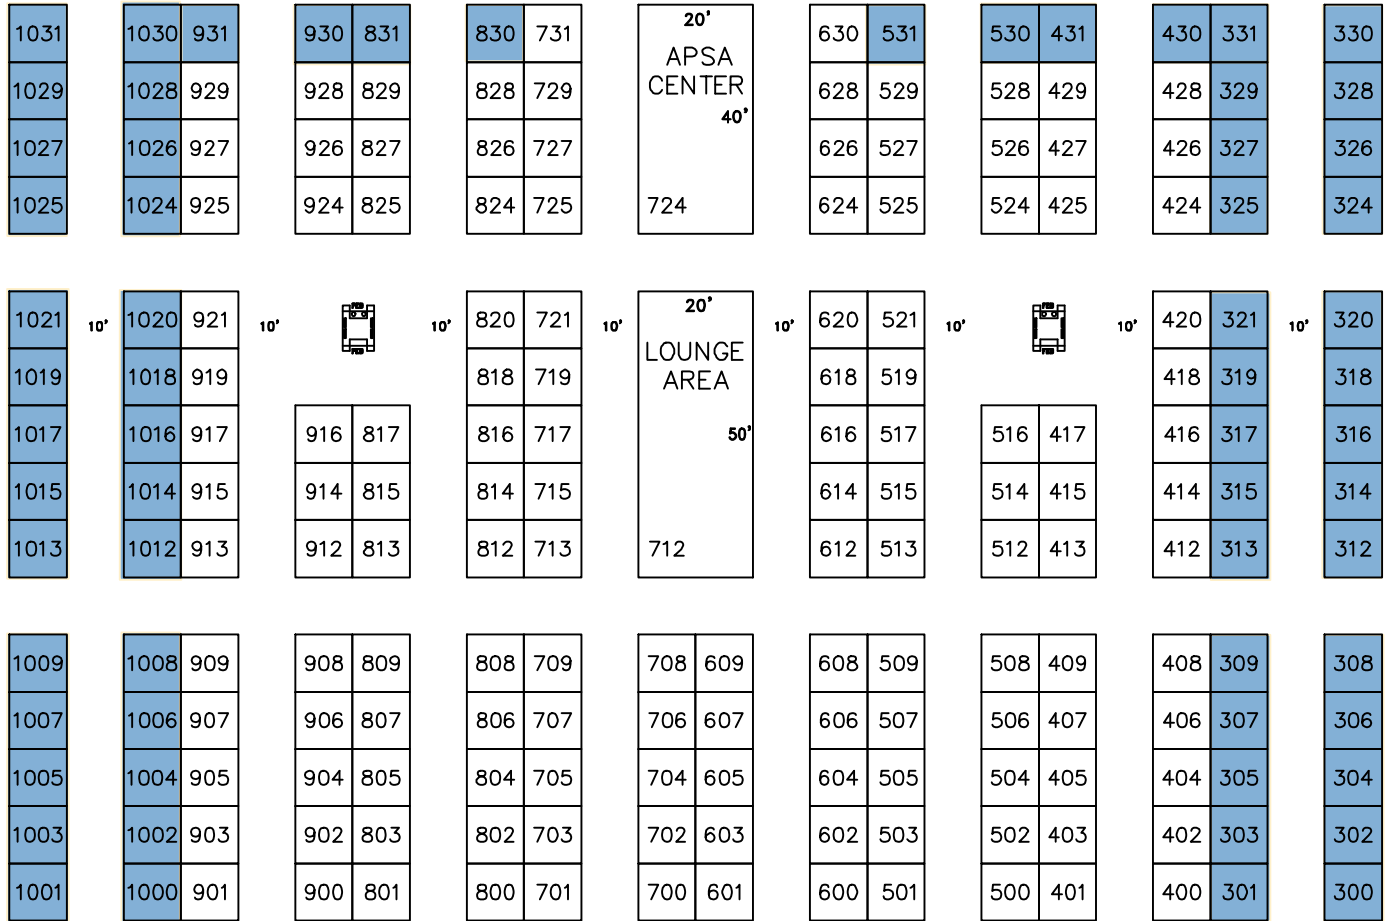 1031 1030 931 930 831 830 731 20' 630 531 530 431 430 331 330
APSA
CENTER
1029 1028 929 928 829 828 729 628 529 528 429 428 329 328
40'
1027 1026 927 926 827 826 727 626 527 526 427 426 327 326
1025 1024 925 924 825 824 725 724 624 525 524 425 424 325 324
20'
1021 10' 1020 921 10' 10' 820 721 10' 10' 620 521 10' 10' 420 321 10' 320
LOUNGE
AREA
1019 1018 919 818 719 618 519 418 319 318
1017 1016 917 916 817 816 717 50' 616 517 516 417 416 317 316
1015 1014 915 914 815 814 715 614 515 514 415 414 315 314
1013 1012 913 912 813 812 713 712 612 513 512 413 412 313 312
1009 1008 909 908 809 808 709 708 609 608 509 508 409 408 309 308
1007 1006 907 906 807 806 707 706 607 606 507 506 407 406 307 306
1005 1004 905 904 805 804 705 704 605 604 505 504 405 404 305 304
1003 1002 903 902 803 802 703 702 603 602 503 502 403 402 303 302
1001 1000 901 900 801 800 701 700 601 600 501 500 401 400 301 300